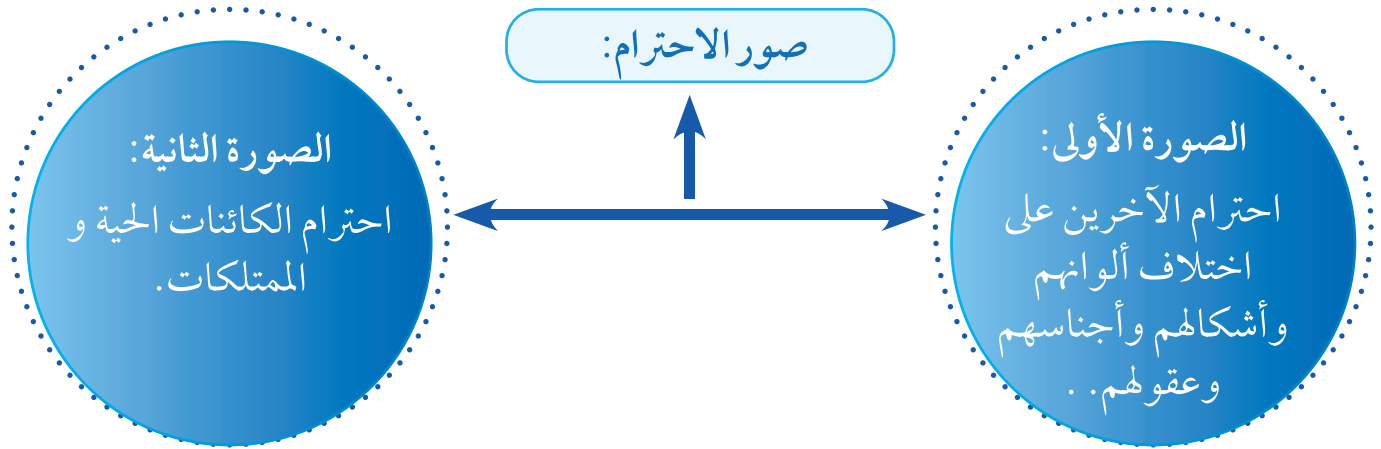 صور الاحترام:
الصورة الأولى:
احترام الآخرين على
اختلاف ألوانهم
وأشكالهم وأجناسهم
وعقولهم. .
الصورة الثانية:
احترام الكائنات الحية و
الممتلكات.